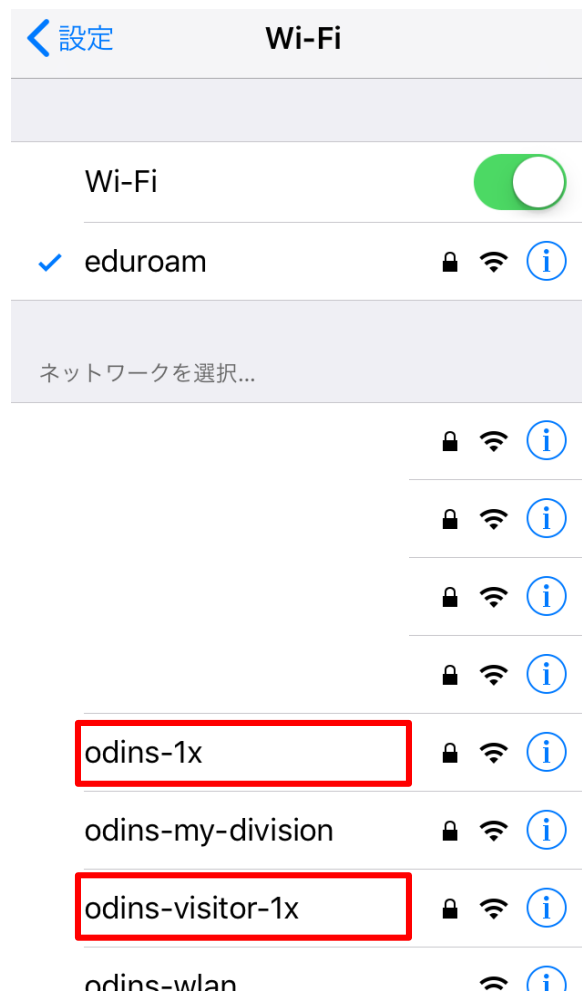 設定 Wi-Fi
Wi-Fi
eduroam
ネットワークを選択...
odins-1x
odins-my-division
odins-visitor-1x
odins-wlan